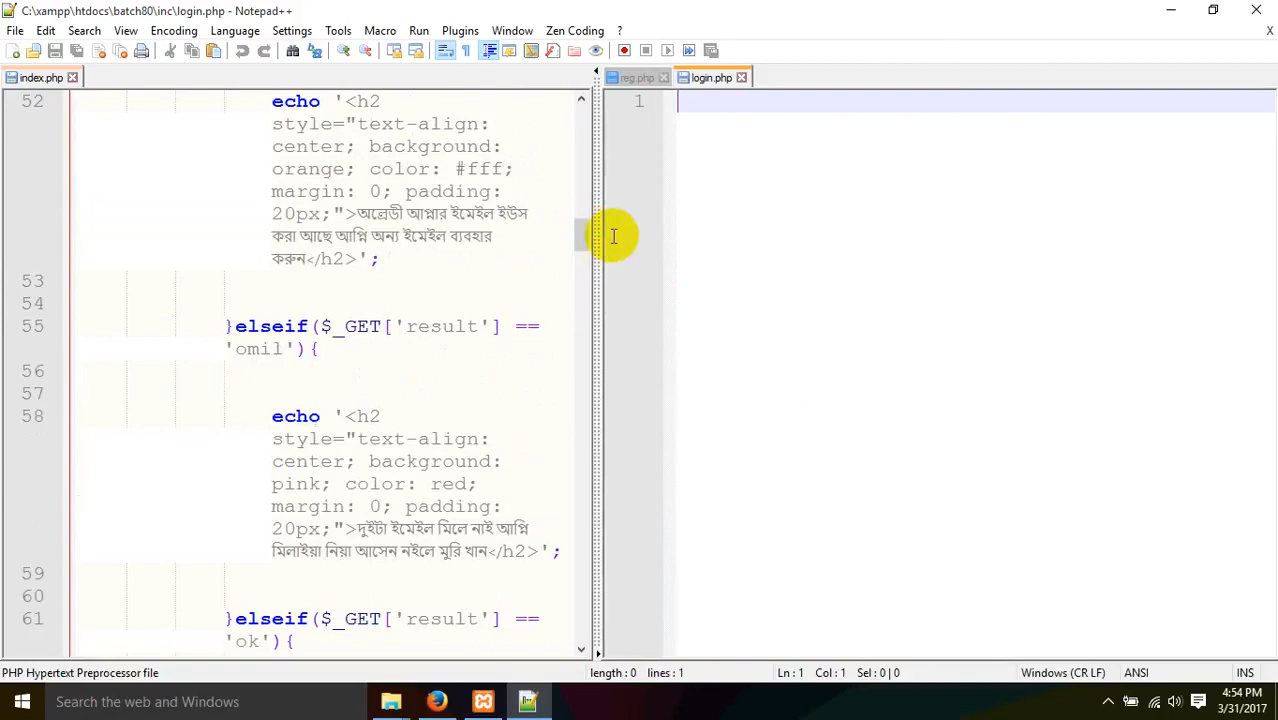 C:\xampp\htdocs\batch80\inc\login.php - Notepad++
File Edit Search View Encoding Language Settings Tools Macro Run Plugins Window Zen Coding ? X
index.php reg.php login.php
52 echo '<h2 1
style="text-align:
center; background:
orange; color: #fff;
margin: 0; padding:
20px;">অল্রেডী আপ্নার ইমেইল ইউস
করা আছে আপ্নি অন্য ইমেইল ব্যবহার
করুন</h2>';
53
54
55 }elseif($_GET['result'] ==
'omil'){
56
57
58 echo '<h2
style="text-align:
center; background:
pink; color: red;
margin: 0; padding:
20px;">দুইটা ইমেইল মিলে নাই আপ্নি
মিলাইয়া নিয়া আসেন নইলে মুরি খান</h2>';
59
60
61 }elseif($_GET['result'] ==
'ok'){
PHP Hypertext Preprocessor file length : 0 lines : 1 Ln : 1 Col : 1 Sel : 0 | 0 Windows (CR LF) ANSI INS
Search the web and Windows
4:54 PM
3/31/2017